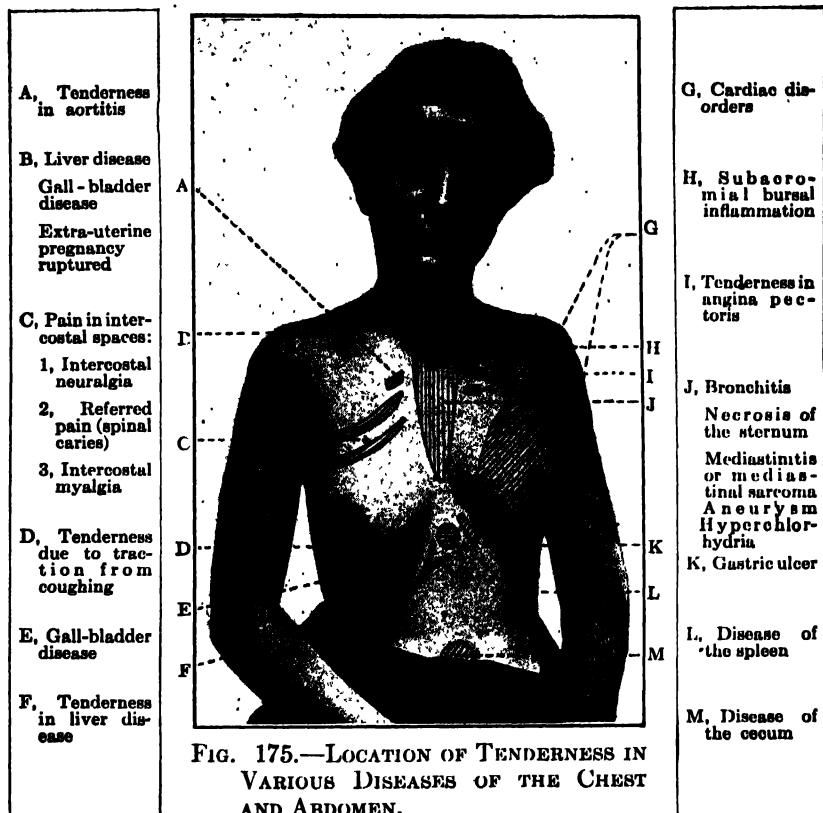 A, Tenderness
in aortitis
B, Liver disease
Gall-bladder
disease
Extra-uterine
pregnancy
ruptured
C, Pain in inter-
costal spaces:
1, Intercostal
neuralgia
2, Referred
pain (spinal
caries)
3, Intercostal
myalgia
D, Tenderness
due to trac-
tion from
coughing
E, Gall-bladder
disease
F, Tenderness
in liver dis-
ease
A
C
D
E
F
G
H
I
J
K
L
M
G, Cardiac dis-
orders
H, Subacro-
mial bursal
inflammation
I, Tenderness in
angina pec-
toris
J, Bronchitis
Necrosis of
the sternum
Mediastinitis
or medias-
tinal sarcoma
Aneurysm
Hyperchlor-
hydria
K, Gastric ulcer
L, Disease of
the spleen
M, Disease of
the cecum
FIG. 175.—LOCATION OF TENDERNESS IN
VARIOUS DISEASES OF THE CHEST
AND ABDOMEN.